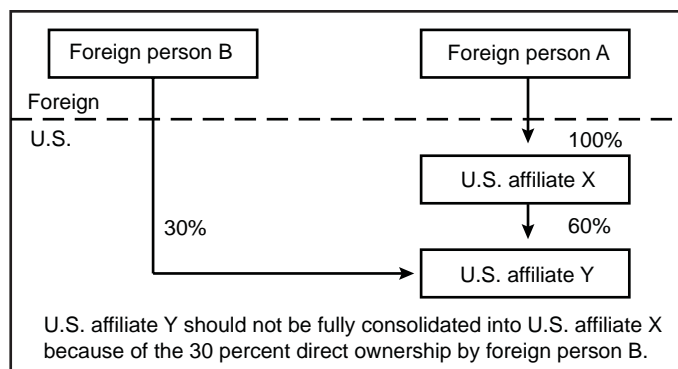 Foreign person B
Foreign person A
Foreign
U.S.
100%
U.S. affiliate X
30%
60%
U.S. affiliate Y
U.S. affiliate Y should not be fully consolidated into U.S. affiliate X
because of the 30 percent direct ownership by foreign person B.